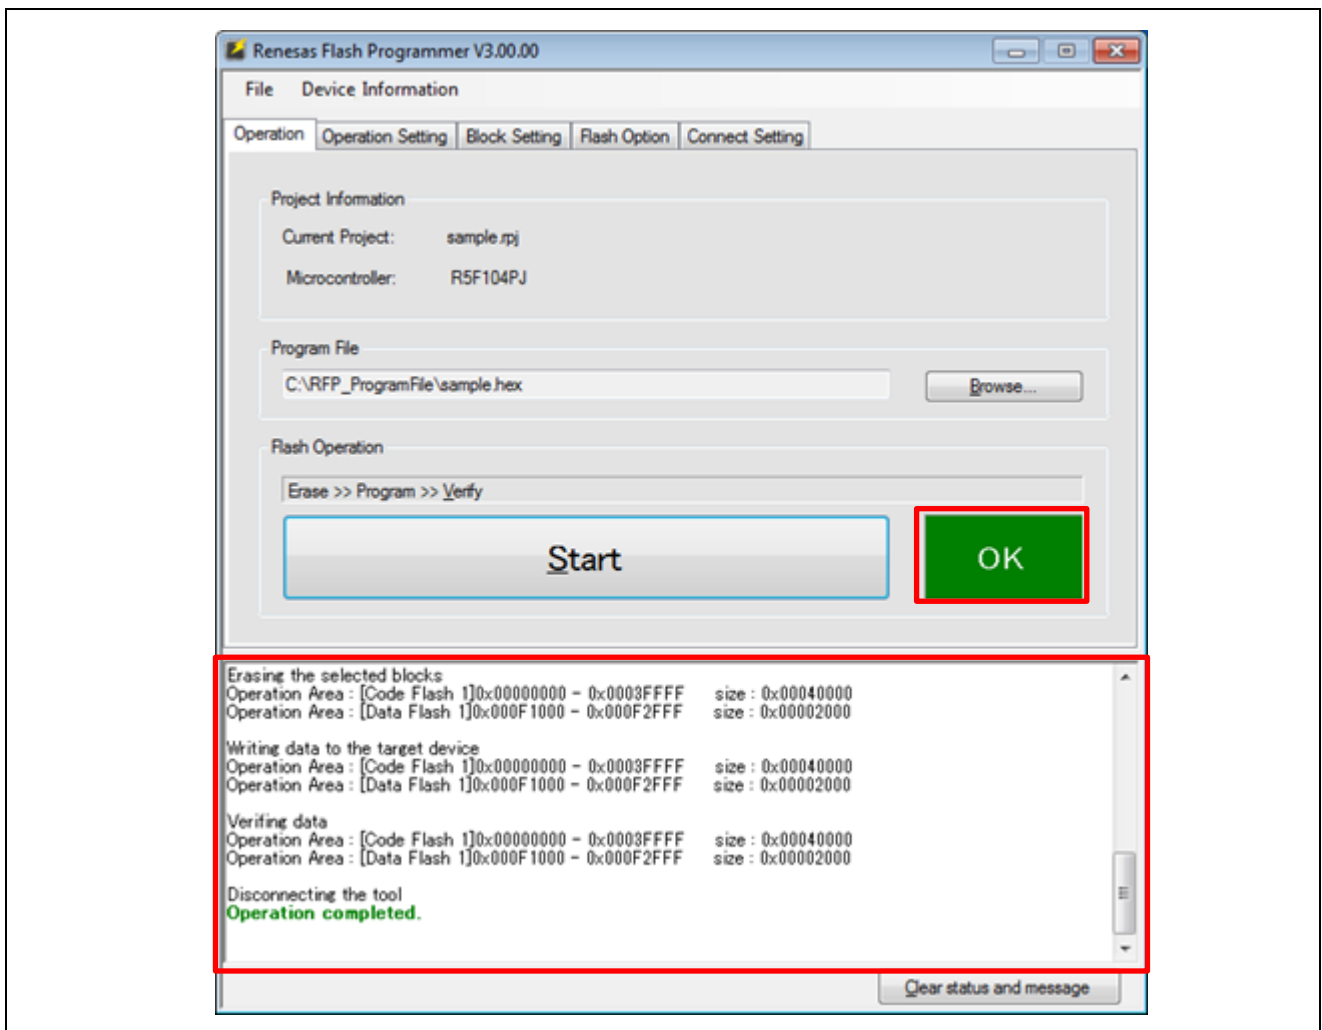 Renesas Flash Programmer V3.00.00
File Device Information
Operation Operation Setting Block Setting Flash Option Connect Setting
Project Information
Current Project: sample.rpj
Microcontroller: R5F104PJ
Program File
C:\RFP_ProgramFile\sample.hex Browse...
Flash Operation
Erase >> Program >> Verify
Start OK
Erasing the selected blocks
Operation Area : [Code Flash 1]0x00000000 - 0x0003FFFF size : 0x00040000
Operation Area : [Data Flash 1]0x000F1000 - 0x000F2FFF size : 0x00002000
Writing data to the target device
Operation Area : [Code Flash 1]0x00000000 - 0x0003FFFF size : 0x00040000
Operation Area : [Data Flash 1]0x000F1000 - 0x000F2FFF size : 0x00002000
Verifing data
Operation Area : [Code Flash 1]0x00000000 - 0x0003FFFF size : 0x00040000
Operation Area : [Data Flash 1]0x000F1000 - 0x000F2FFF size : 0x00002000
Disconnecting the tool
Operation completed.
Clear status and message